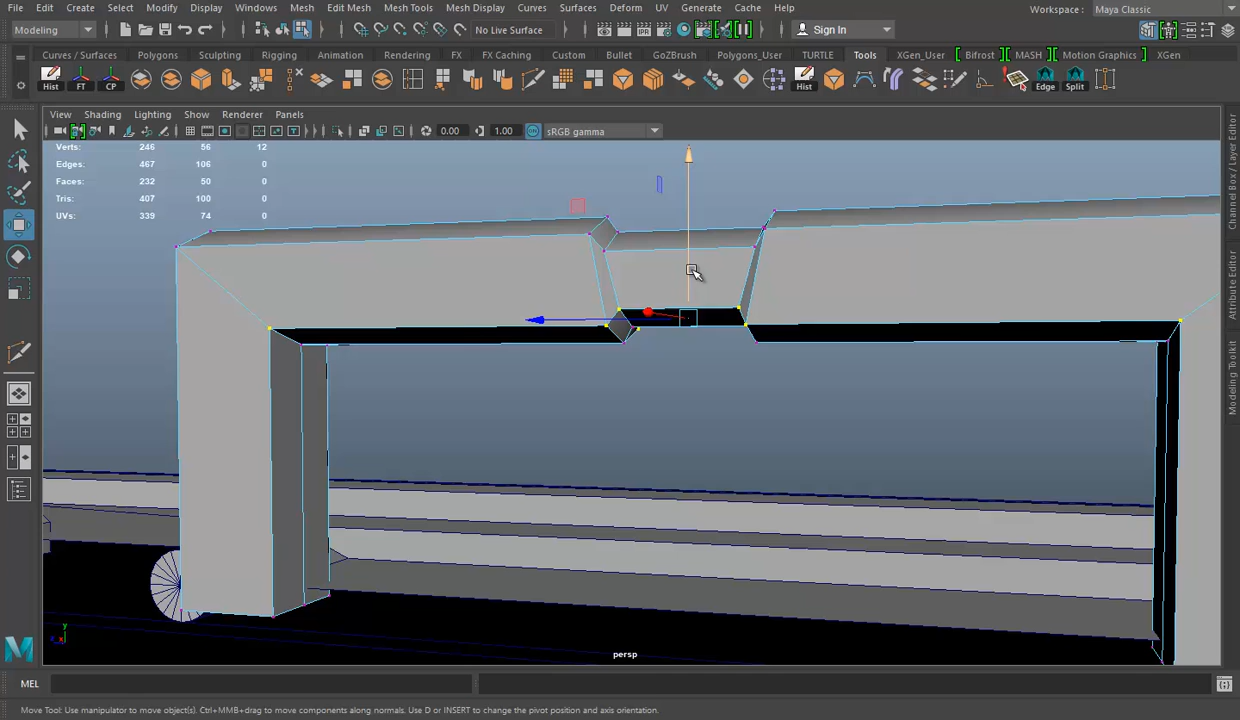 File Edit Create Select Modify Display Windows Mesh Edit Mesh Mesh Tools Mesh Display Curves Surfaces Deform UV Generate Cache Help Workspace : Maya Classic
Modeling No Live Surface Sign In
Curves / Surfaces Polygons Sculpting Rigging Animation Rendering FX FX Caching Custom Bullet GoZBrush Polygons_User TURTLE Tools XGen_User Bifrost MASH Motion Graphics XGen
Hist FT CP Hist Edge Split
View Shading Lighting Show Renderer Panels
0.00 1.00 sRGB gamma
Verts: 246 56 12
Edges: 467 106 0
Faces: 232 50 0
Tris: 407 100 0
UVs: 339 74 0
Channel Box / Layer Editor
Attribute Editor
Modeling Toolkit
y
z x
persp
MEL
Move Tool: Use manipulator to move object(s). Ctrl+MMB+drag to move components along normals. Use D or INSERT to change the pivot position and axis orientation.